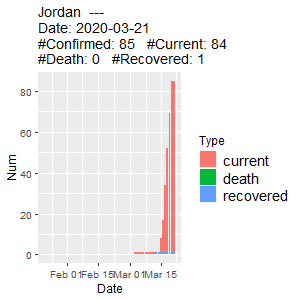 Jordan  ---
Date: 2020-03-21
#Confirmed: 85   #Current: 84
#Death: 0   #Recovered: 1
80
60
40
20
0
Num
Feb 01
Feb 15
Mar 01
Mar 15
Date
Type
current
death
recovered